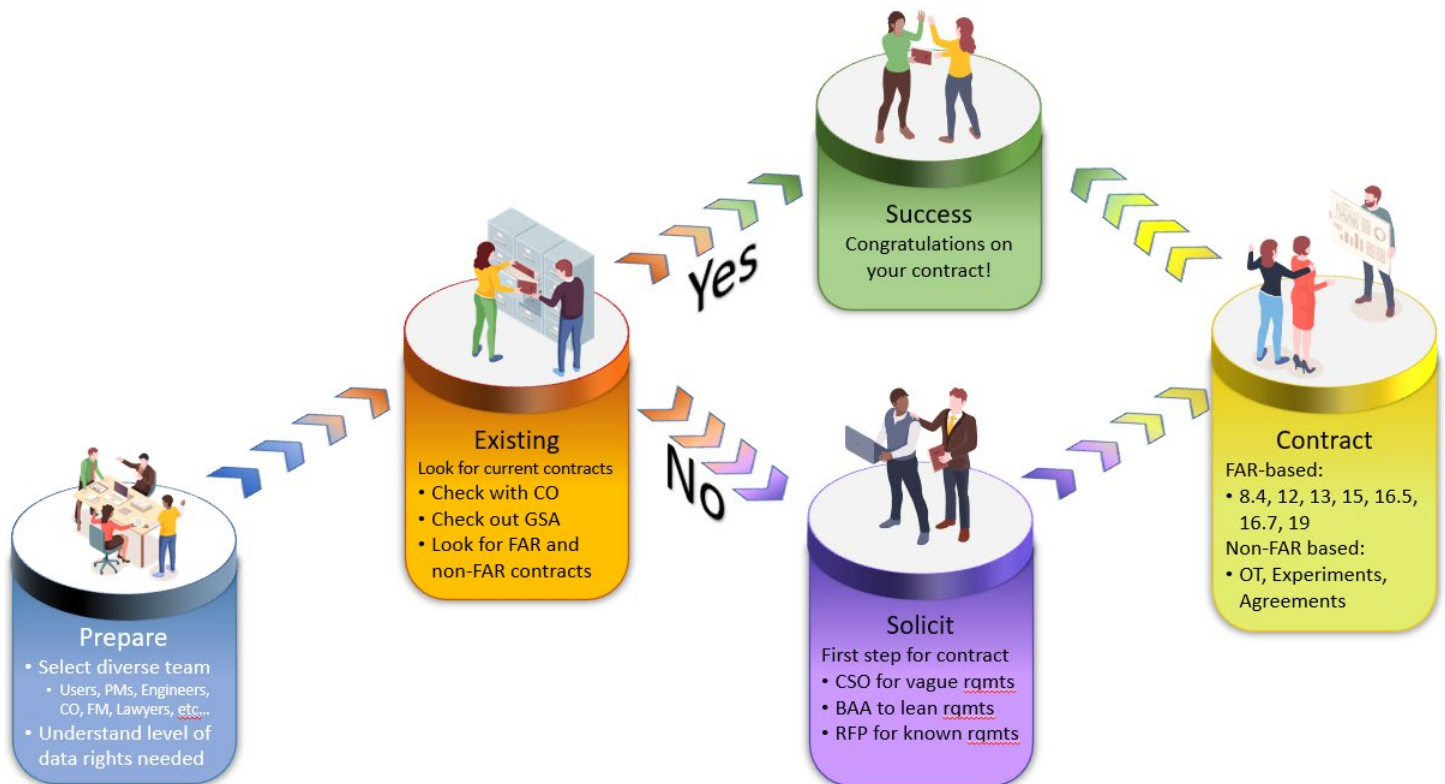 Prepare
• Select diverse team
• Users, PMs, Engineers,
CO, FM, Lawyers, etc...
• Understand level of
data rights needed
Existing
Look for current contracts
• Check with CO
• Check out GSA
• Look for FAR and
non-FAR contracts
Yes
No
Success
Congratulations on
your contract!
Solicit
First step for contract
• CSO for vague rqmts
• BAA to lean rqmts
• RFP for known rqmts
Contract
FAR-based:
• 8.4, 12, 13, 15, 16.5,
16.7, 19
Non-FAR based:
• OT, Experiments,
Agreements